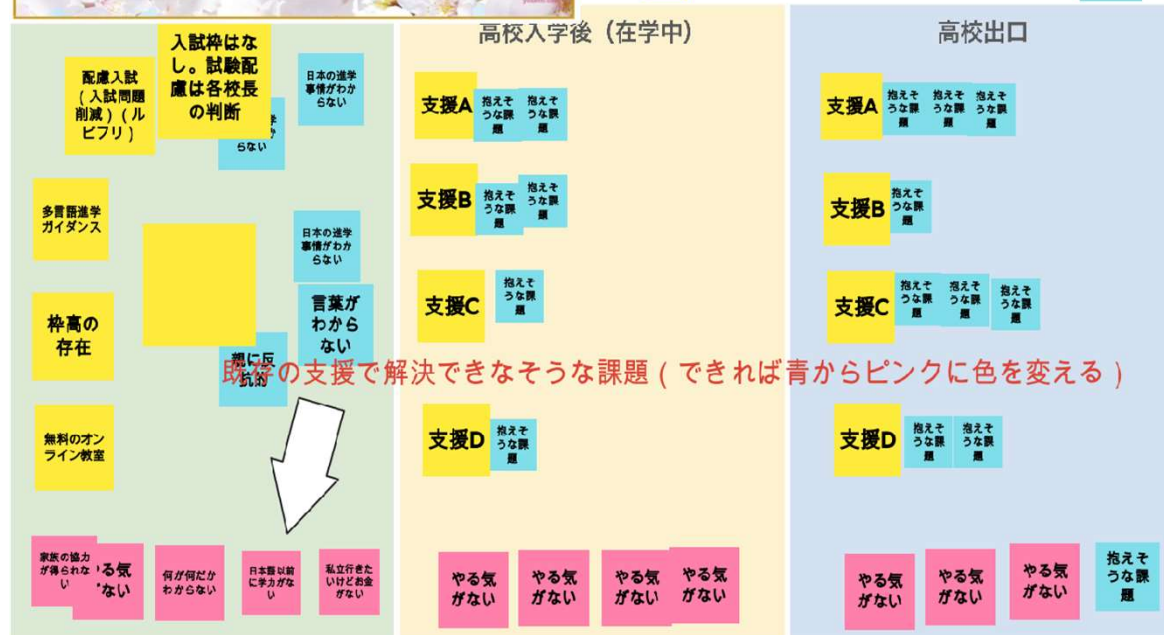 高校入学後（在学中）
高校出口
配慮入試
（入試問題
削減）（ル
ビフリ）
入試枠はな
し。試験配
慮は各校長
の判断
日本の進学
事情がわか
らない
らない
多言語進学
ガイダンス
日本の進学
事情がわか
らない
枠高の
存在
言葉が
わから
ない
親に反
抗的
無料のオン
ライン教室
既存の支援で解決できなそうな課題（できれば青からピンクに色を変える）
家族の協力
が得られな
い
やる気
がない
何が何だか
わからない
日本語以前
に学力がな
い
私立行きた
いけどお金
がない
支援A
抱えそ
うな課
題
抱えそ
うな課
題
支援B
抱えそ
うな課
題
抱えそ
うな課
題
支援C
抱えそ
うな課
題
支援D
抱えそ
うな課
題
やる気
がない
やる気
がない
やる気
がない
やる気
がない
支援A
抱えそ
うな課
題
抱えそ
うな課
題
抱えそ
うな課
題
支援B
抱えそ
うな課
題
支援C
抱えそ
うな課
題
抱えそ
うな課
題
抱えそ
うな課
題
支援D
抱えそ
うな課
題
抱えそ
うな課
題
やる気
がない
やる気
がない
やる気
がない
抱えそ
うな課
題